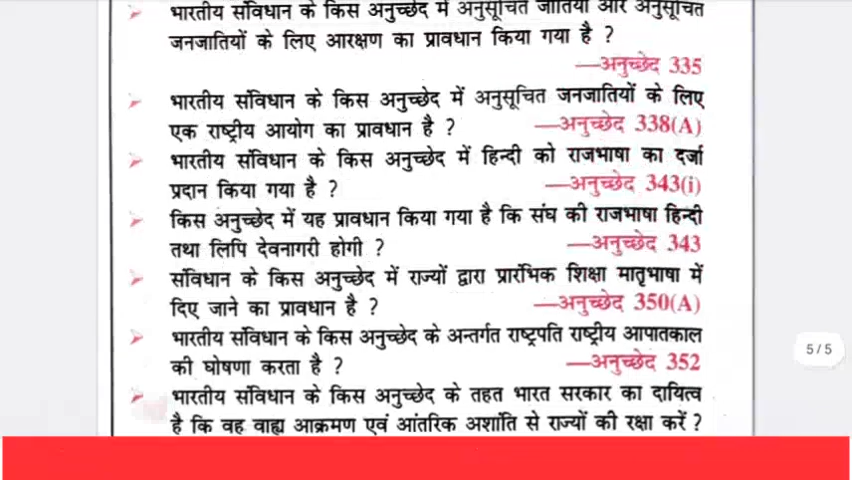 भारतीय संविधान के किस अनुच्छेद में अनुसूचित जातियों और अनुसूचित
जनजातियों के लिए आरक्षण का प्रावधान किया गया है ?
—अनुच्छेद 335
भारतीय संविधान के किस अनुच्छेद में अनुसूचित जनजातियों के लिए
एक राष्ट्रीय आयोग का प्रावधान है ? —अनुच्छेद 338(A)
भारतीय संविधान के किस अनुच्छेद में हिन्दी को राजभाषा का दर्जा
प्रदान किया गया है ? —अनुच्छेद 343(i)
किस अनुच्छेद में यह प्रावधान किया गया है कि संघ की राजभाषा हिन्दी
तथा लिपि देवनागरी होगी ? —अनुच्छेद 343
संविधान के किस अनुच्छेद में राज्यों द्वारा प्रारंभिक शिक्षा मातृभाषा में
दिए जाने का प्रावधान है ? —अनुच्छेद 350(A)
भारतीय संविधान के किस अनुच्छेद के अन्तर्गत राष्ट्रपति राष्ट्रीय आपातकाल
की घोषणा करता है ? —अनुच्छेद 352
5/5
भारतीय संविधान के किस अनुच्छेद के तहत भारत सरकार का दायित्व
है कि वह वाह्य आक्रमण एवं आंतरिक अशांति से राज्यों की रक्षा करें ?